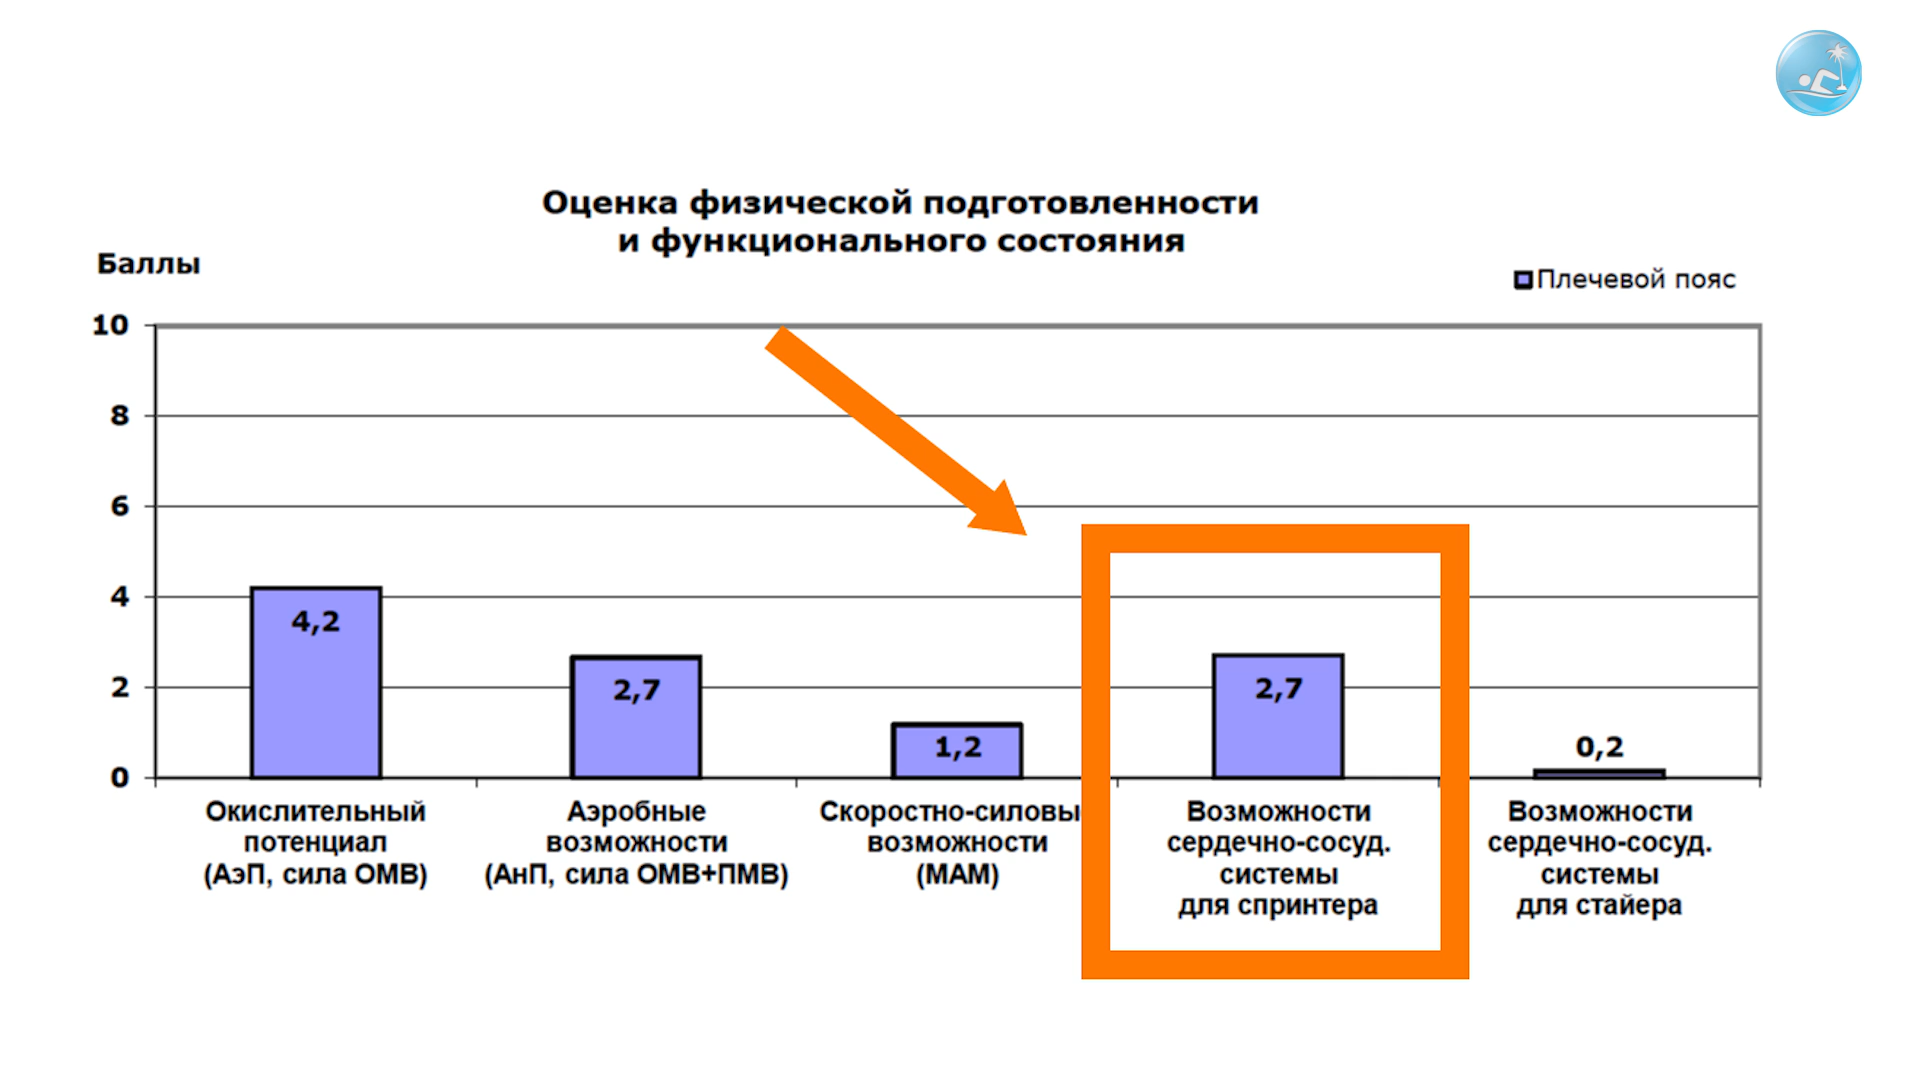 Оценка физической подготовленности
и функционального состояния
Баллы
Плечевой пояс
10
8
6
4
2
0
4,2
2,7
1,2
2,7
0,2
Окислительный
потенциал
(АэП, сила ОМВ)
Аэробные
возможности
(АнП, сила ОМВ+ПМВ)
Скоростно-силовы
возможности
(МАМ)
Возможности
сердечно-сосуд.
системы
для спринтера
Возможности
сердечно-сосуд.
системы
для стайера